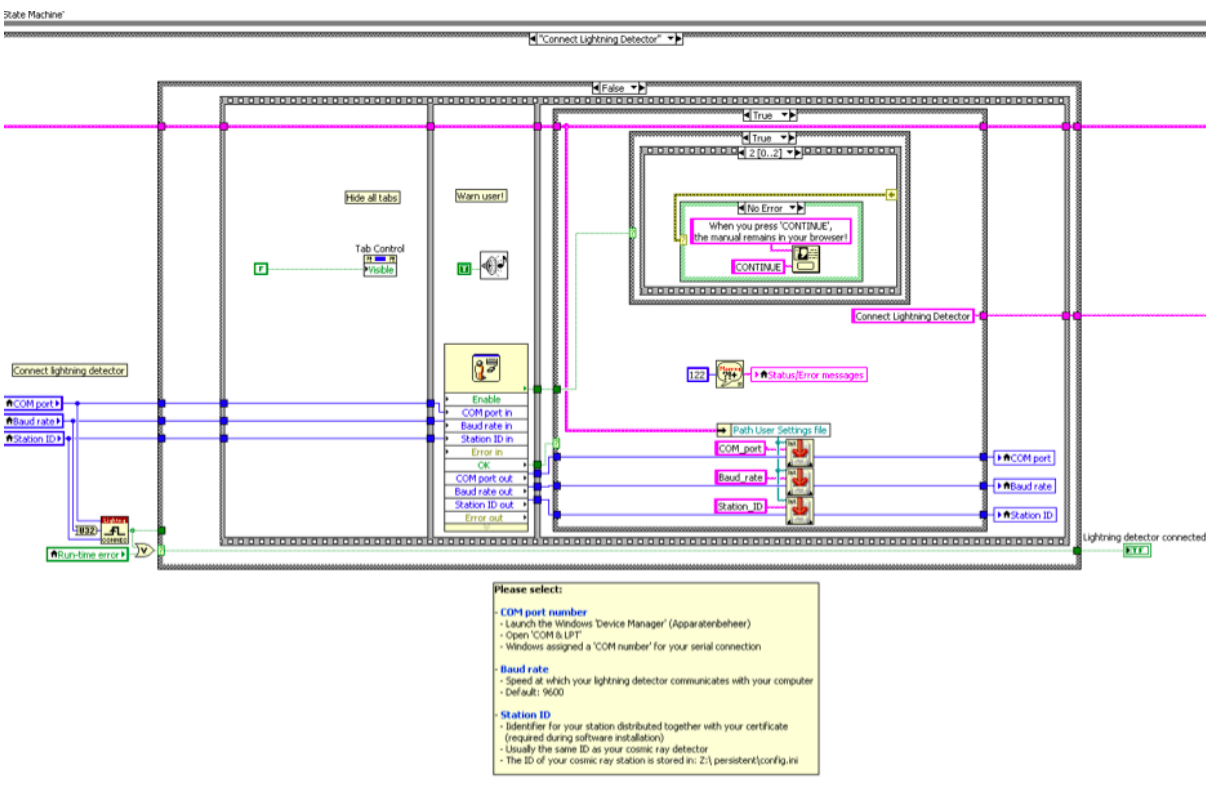 State Machine'
"Connect Lightning Detector"
False
True
True
2 [0..2]
Hide all tabs
Warn user!
No Error
When you press 'CONTINUE',
the manual remains in your browser!
CONTINUE
Tab Control
Visible
F
Connect Lightning Detector
Connect lightning detector
122
Status/Error messages
COM port
Baud rate
Station ID
Enable
COM port in
Baud rate in
Station ID in
Error in
OK
COM port out
Baud rate out
Station ID out
Error out
Path User Settings file
COM_port
Baud_rate
Station_ID
COM port
Baud rate
Station ID
U32
CONNEC
Run-time error
V
Lightning detector connected
TF
Please select:
- COM port number
- Launch the Windows 'Device Manager' (Apparatenbeheer)
- Open 'COM & LPT'
- Windows assigned a 'COM number' for your serial connection
- Baud rate
- Speed at which your lightning detector communicates with your computer
- Default: 9600
- Station ID
- Iidentifier for your station distributed together with your certificate
(required during software installation)
- Usually the same ID as your cosmic ray detector
- The ID of your cosmic ray station is stored in: Z:\ persistent\config.ini